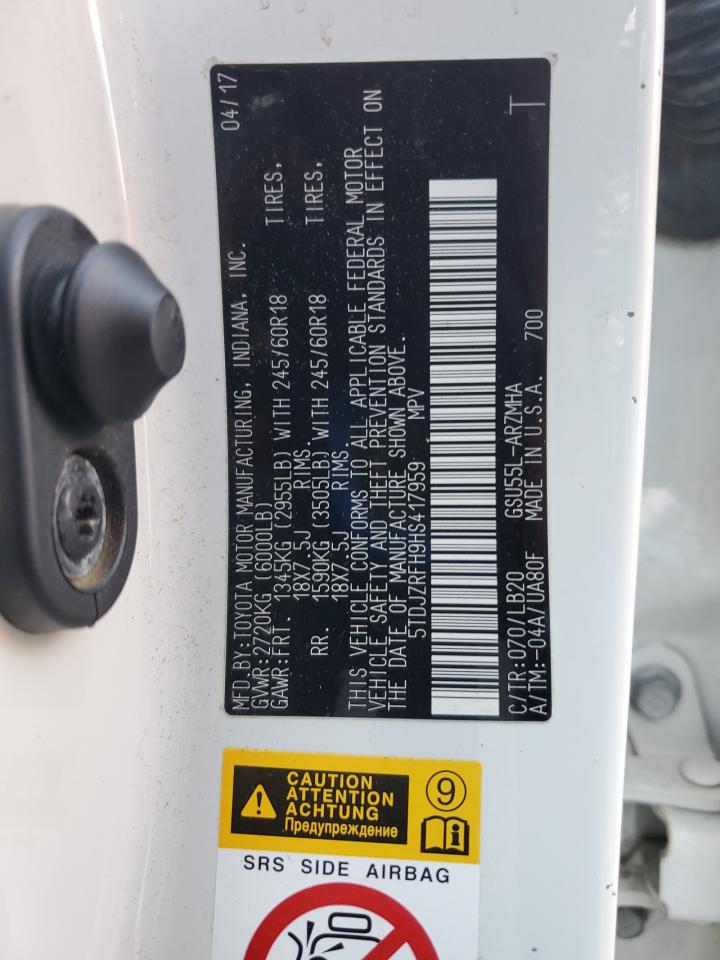 MFD.BY:TOYOTA MOTOR MANUFACTURING, INDIANA, INC. 04/17
GVWR:2720KG (6000LB)
GAWR:FRT. 1345KG (2955LB) WITH 245/60R18 TIRES,
18X7.5J RIMS
RR. 1590KG (3505LB) WITH 245/60R18 TIRES,
18X7.5J RIMS
THIS VEHICLE CONFORMS TO ALL APPLICABLE FEDERAL MOTOR
VEHICLE SAFETY AND THEFT PREVENTION STANDARDS IN EFFECT ON
THE DATE OF MANUFACTURE SHOWN ABOVE.
5TDJZRFH9HS417959 MPV
C/TR:070/LB20 GSU55L-ARZMHA T
A/TM:-04A/UA80F MADE IN U.S.A. 700
CAUTION
ATTENTION
ACHTUNG
Предупреждение
9
i
SRS SIDE AIRBAG